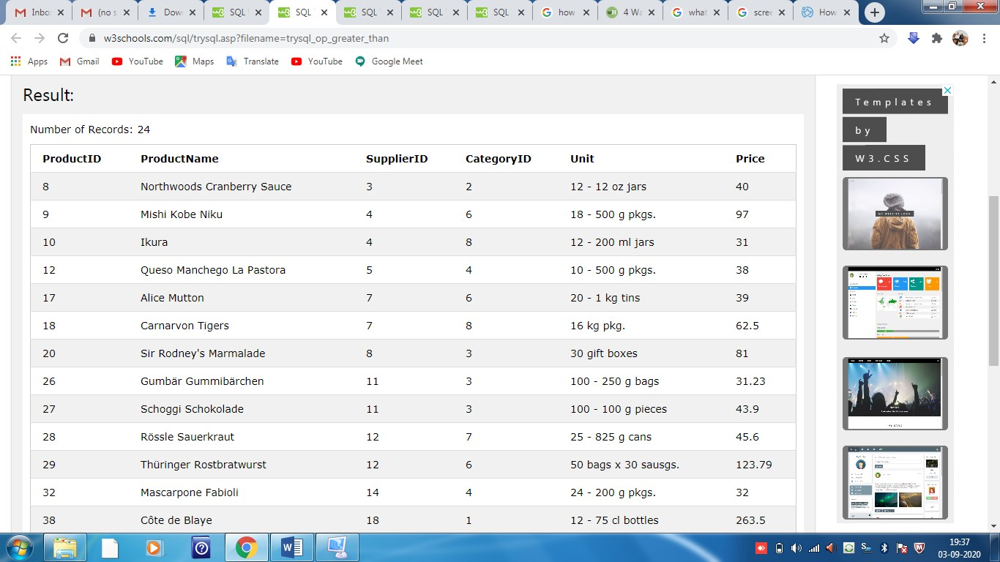 Inbo (no s Dow SQL SQL SQL SQL SQL how 4 Wa what scree How
w3schools.com/sql/trysql.asp?filename=trysql_op_greater_than
Apps Gmail YouTube Maps Translate YouTube Google Meet
Result:
Number of Records: 24
ProductID ProductName SupplierID CategoryID Unit Price
8 Northwoods Cranberry Sauce 3 2 12 - 12 oz jars 40
9 Mishi Kobe Niku 4 6 18 - 500 g pkgs. 97
10 Ikura 4 8 12 - 200 ml jars 31
12 Queso Manchego La Pastora 5 4 10 - 500 g pkgs. 38
17 Alice Mutton 7 6 20 - 1 kg tins 39
18 Carnarvon Tigers 7 8 16 kg pkg. 62.5
20 Sir Rodney's Marmalade 8 3 30 gift boxes 81
26 Gumbär Gummibärchen 11 3 100 - 250 g bags 31.23
27 Schoggi Schokolade 11 3 100 - 100 g pieces 43.9
28 Rössle Sauerkraut 12 7 25 - 825 g cans 45.6
29 Thüringer Rostbratwurst 12 6 50 bags x 30 sausgs. 123.79
32 Mascarpone Fabioli 14 4 24 - 200 g pkgs. 32
38 Côte de Blaye 18 1 12 - 75 cl bottles 263.5
Templates
by
W3.CSS
MY WEBSITE LOGO
THE BAND
19:37
03-09-2020